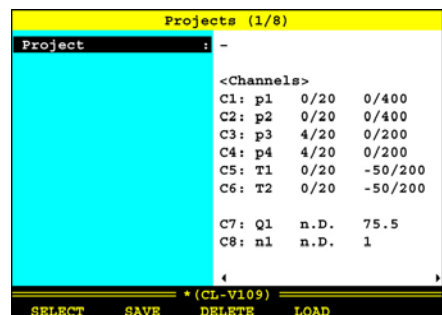 Projects (1/8)
Project : -
<Channels>
C1: p1 0/20 0/400
C2: p2 0/20 0/400
C3: p3 4/20 0/200
C4: p4 4/20 0/200
C5: T1 0/20 -50/200
C6: T2 0/20 -50/200
C7: Q1 n.D. 75.5
C8: n1 n.D. 1
*(CL-V109)
SELECT SAVE DELETE LOAD